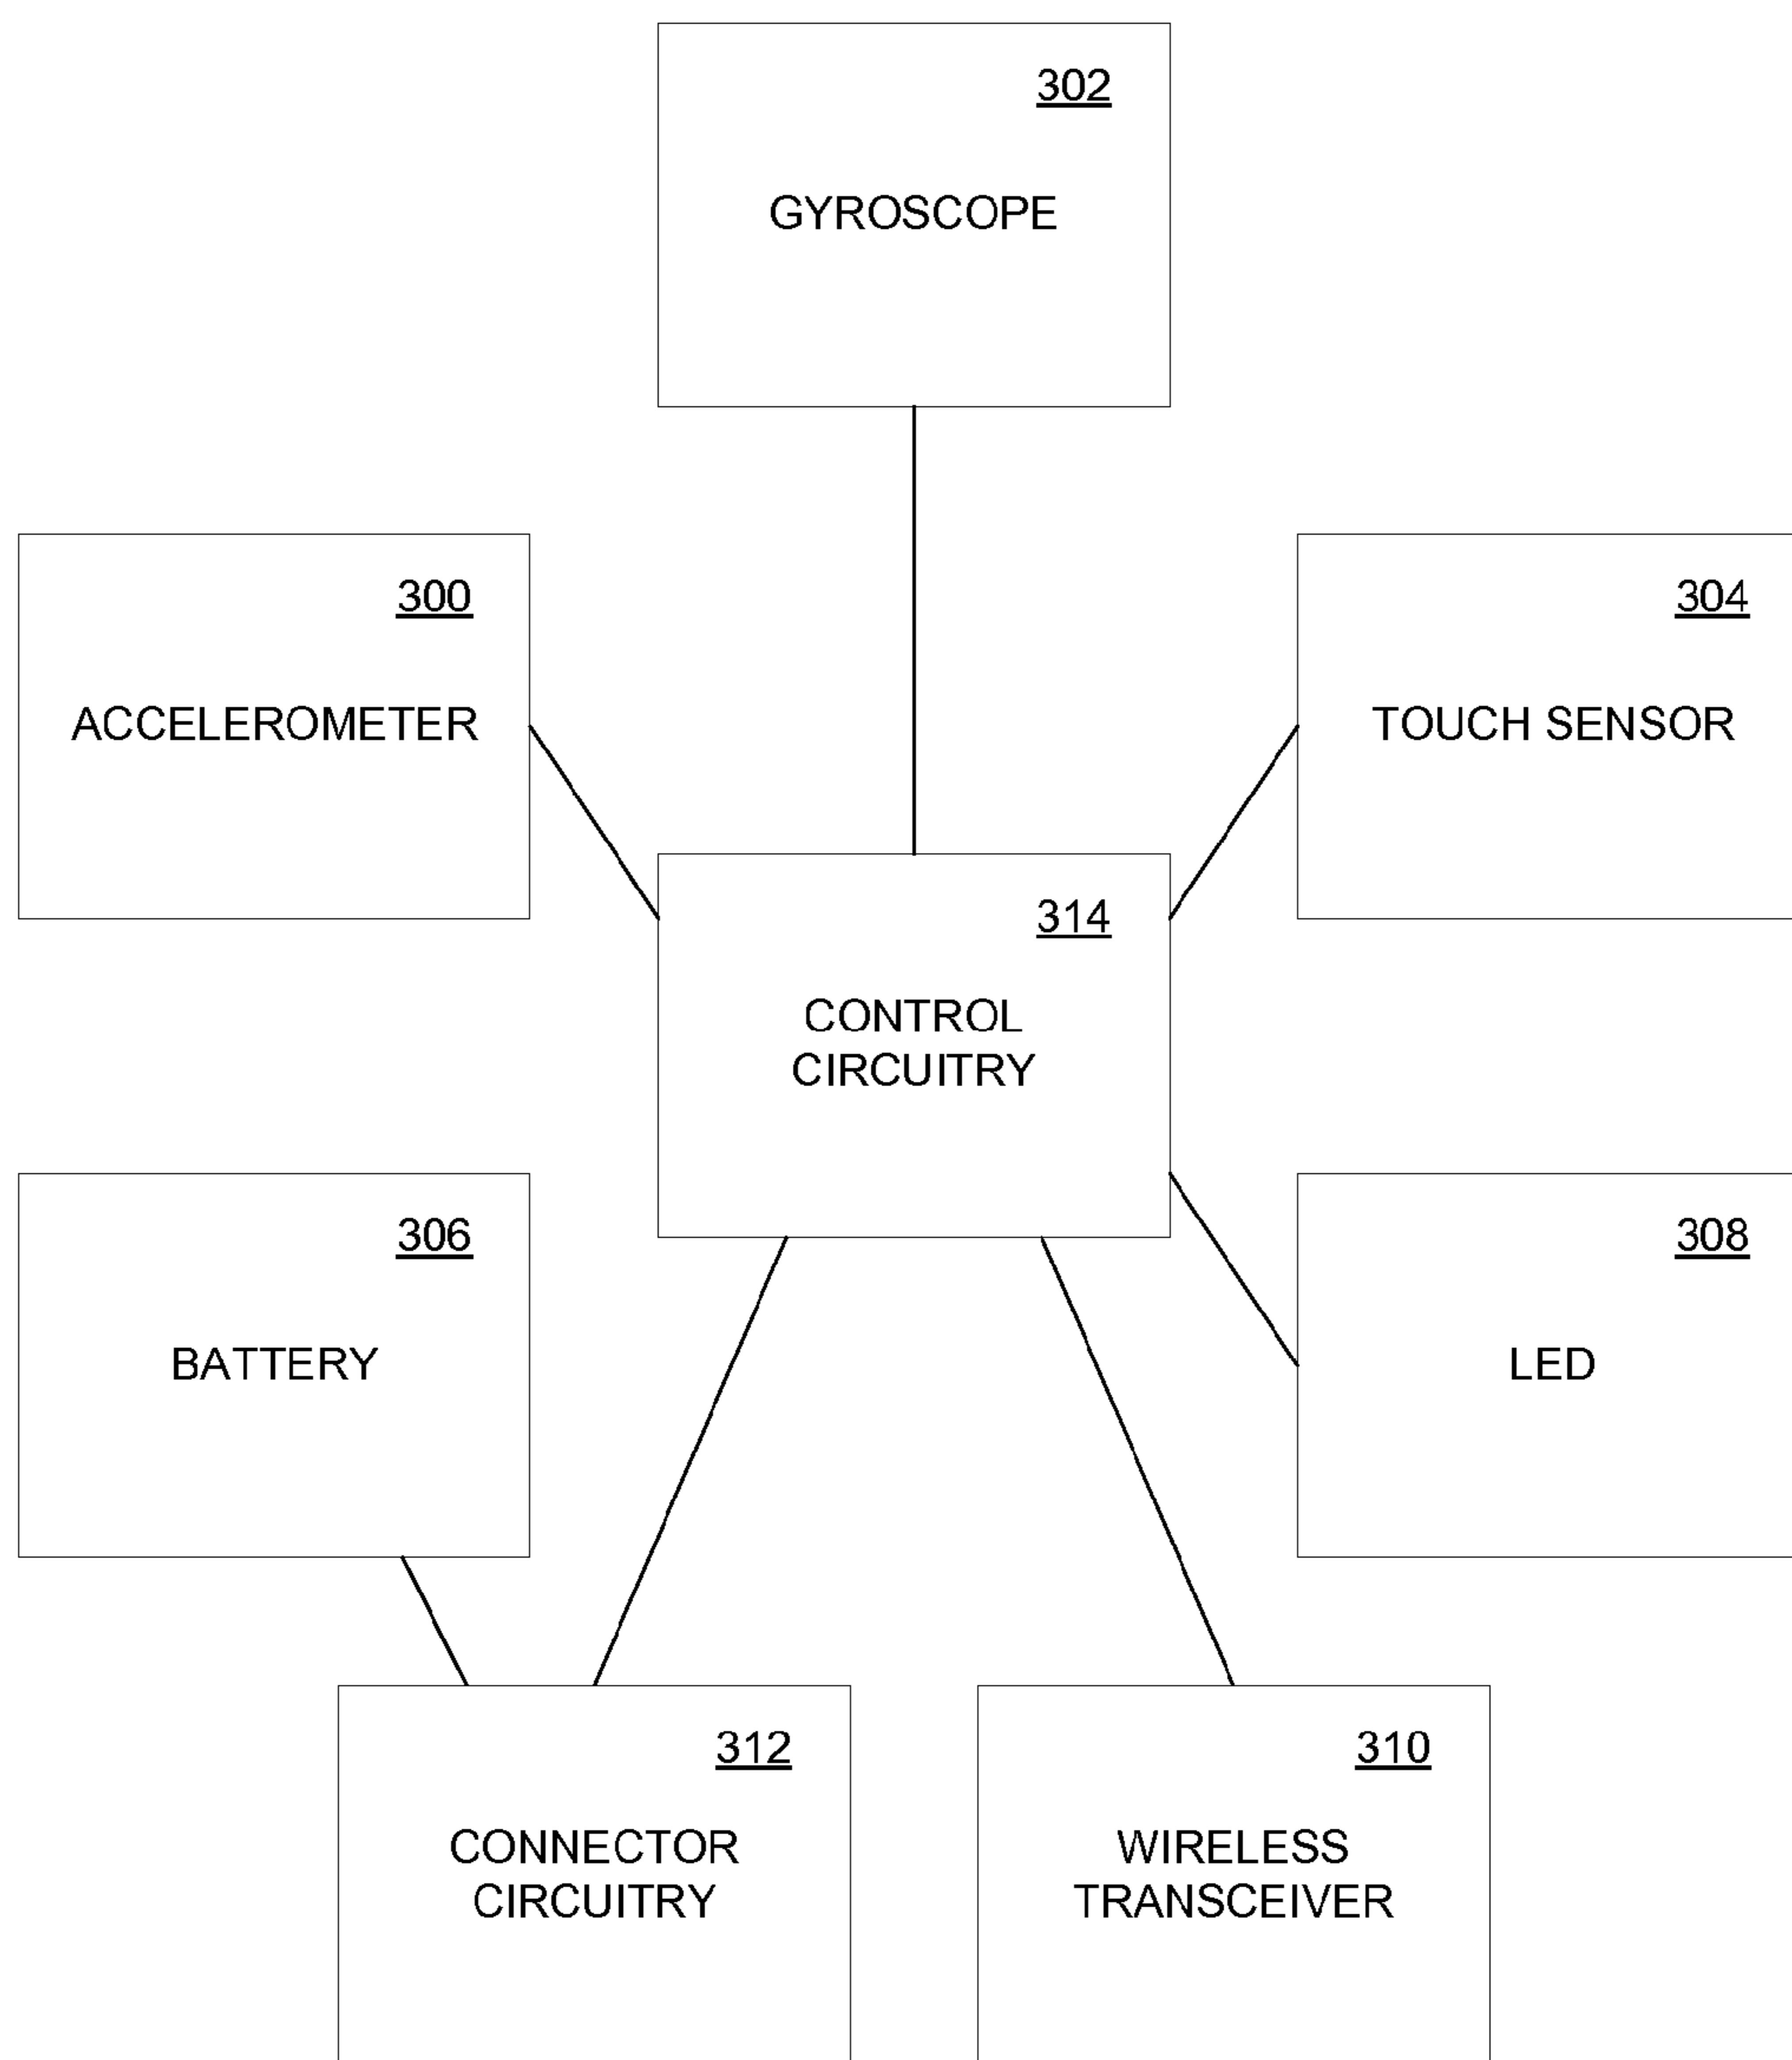 302
GYROSCOPE
300
ACCELEROMETER
304
TOUCH SENSOR
314
CONTROL
CIRCUITRY
306
BATTERY
308
LED
312
CONNECTOR
CIRCUITRY
310
WIRELESS
TRANSCEIVER